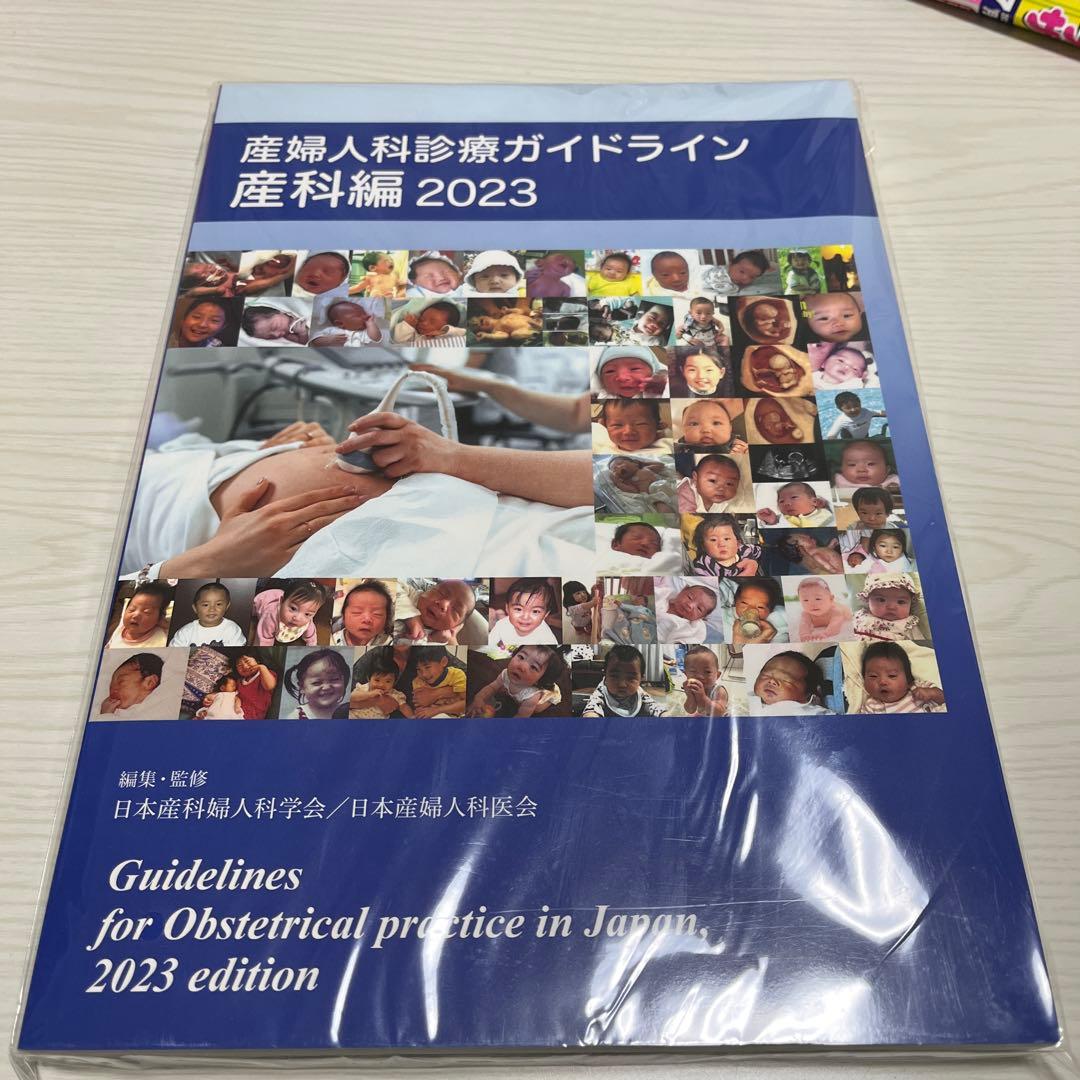 産婦人科診療ガイドライン
産科編 2023
編集・監修
日本産科婦人科学会／日本産婦人科医会
Guidelines
for Obstetrical practice in Japan,
2023 edition